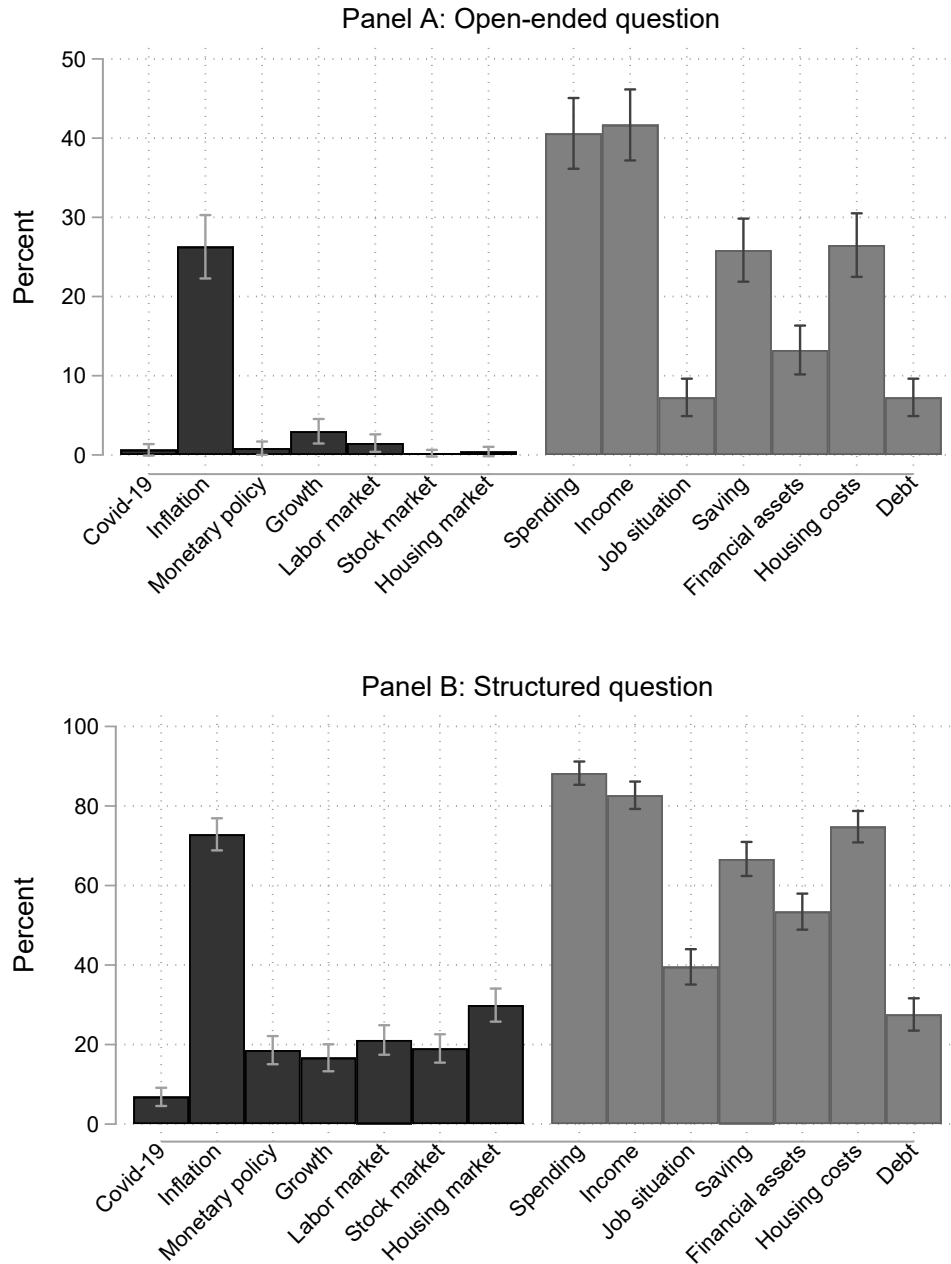 Panel A: Open-ended question
Percent
50
40
30
20
10
0
Covid-19
Inflation
Monetary policy
Growth
Labor market
Stock market
Housing market
Spending
Income
Job situation
Saving
Financial assets
Housing costs
Debt
Panel B: Structured question
Percent
100
80
60
40
20
0
Covid-19
Inflation
Monetary policy
Growth
Labor market
Stock market
Housing market
Spending
Income
Job situation
Saving
Financial assets
Housing costs
Debt